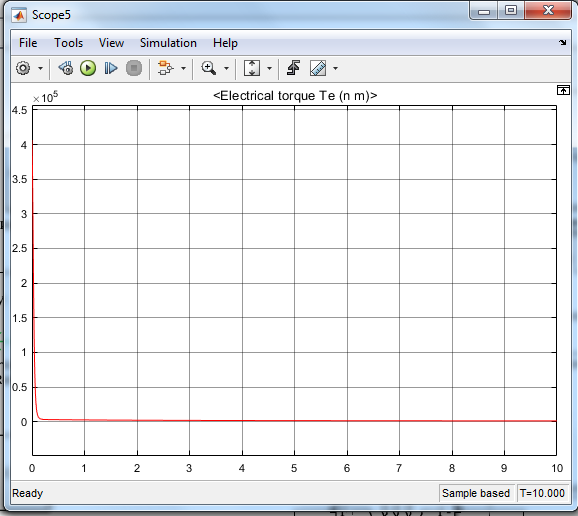 Scope5
File Tools View Simulation Help
<Electrical torque Te (n m)>
×10⁵
4.5
4
3.5
3
2.5
2
1.5
1
0.5
0
0 1 2 3 4 5 6 7 8 9 10
Ready Sample based T=10.000